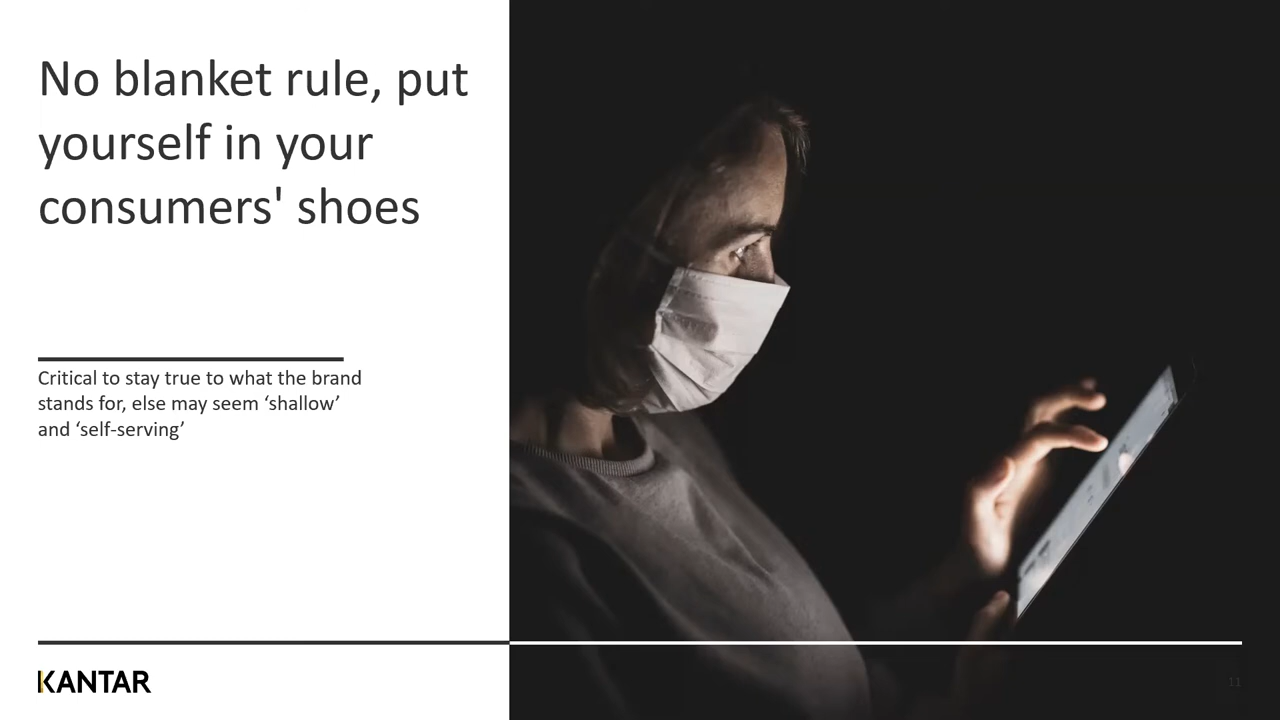 No blanket rule, put
yourself in your
consumers' shoes
Critical to stay true to what the brand
stands for, else may seem ‘shallow’
and ‘self-serving’
KANTAR
11